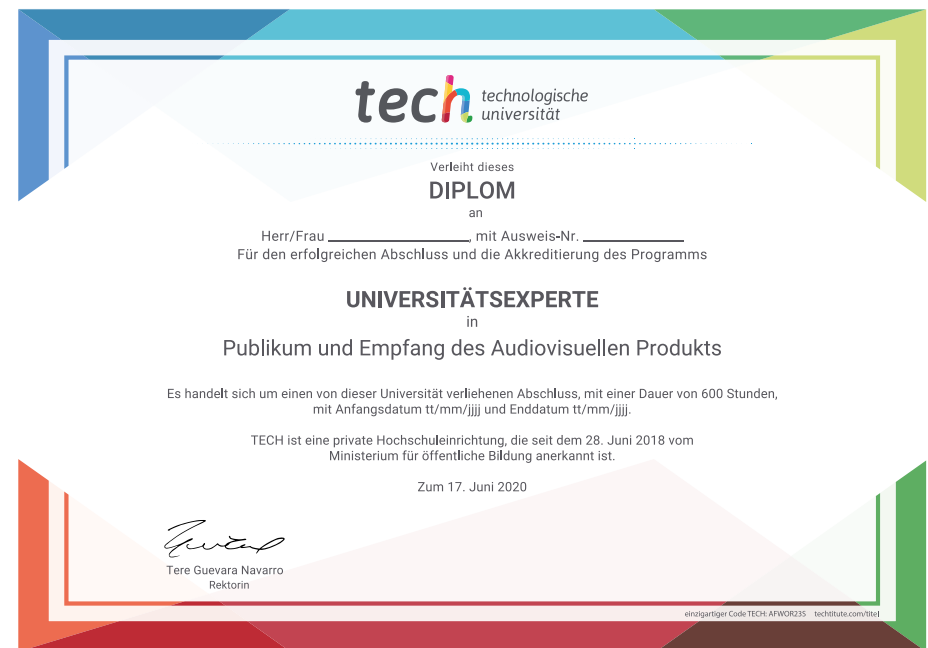 tech technologische
universität
Verleiht dieses
DIPLOM
an
Herr/Frau ____________________, mit Ausweis-Nr. ______________
Für den erfolgreichen Abschluss und die Akkreditierung des Programms
UNIVERSITÄTSEXPERTE
in
Publikum und Empfang des Audiovisuellen Produkts
Es handelt sich um einen von dieser Universität verliehenen Abschluss, mit einer Dauer von 600 Stunden,
mit Anfangsdatum tt/mm/jjjj und Enddatum tt/mm/jjjj.
TECH ist eine private Hochschuleinrichtung, die seit dem 28. Juni 2018 vom
Ministerium für öffentliche Bildung anerkannt ist.
Zum 17. Juni 2020
Tere Guevara Navarro
Rektorin
einzigartiger Code TECH: AFWOR23S techtitute.com/titel